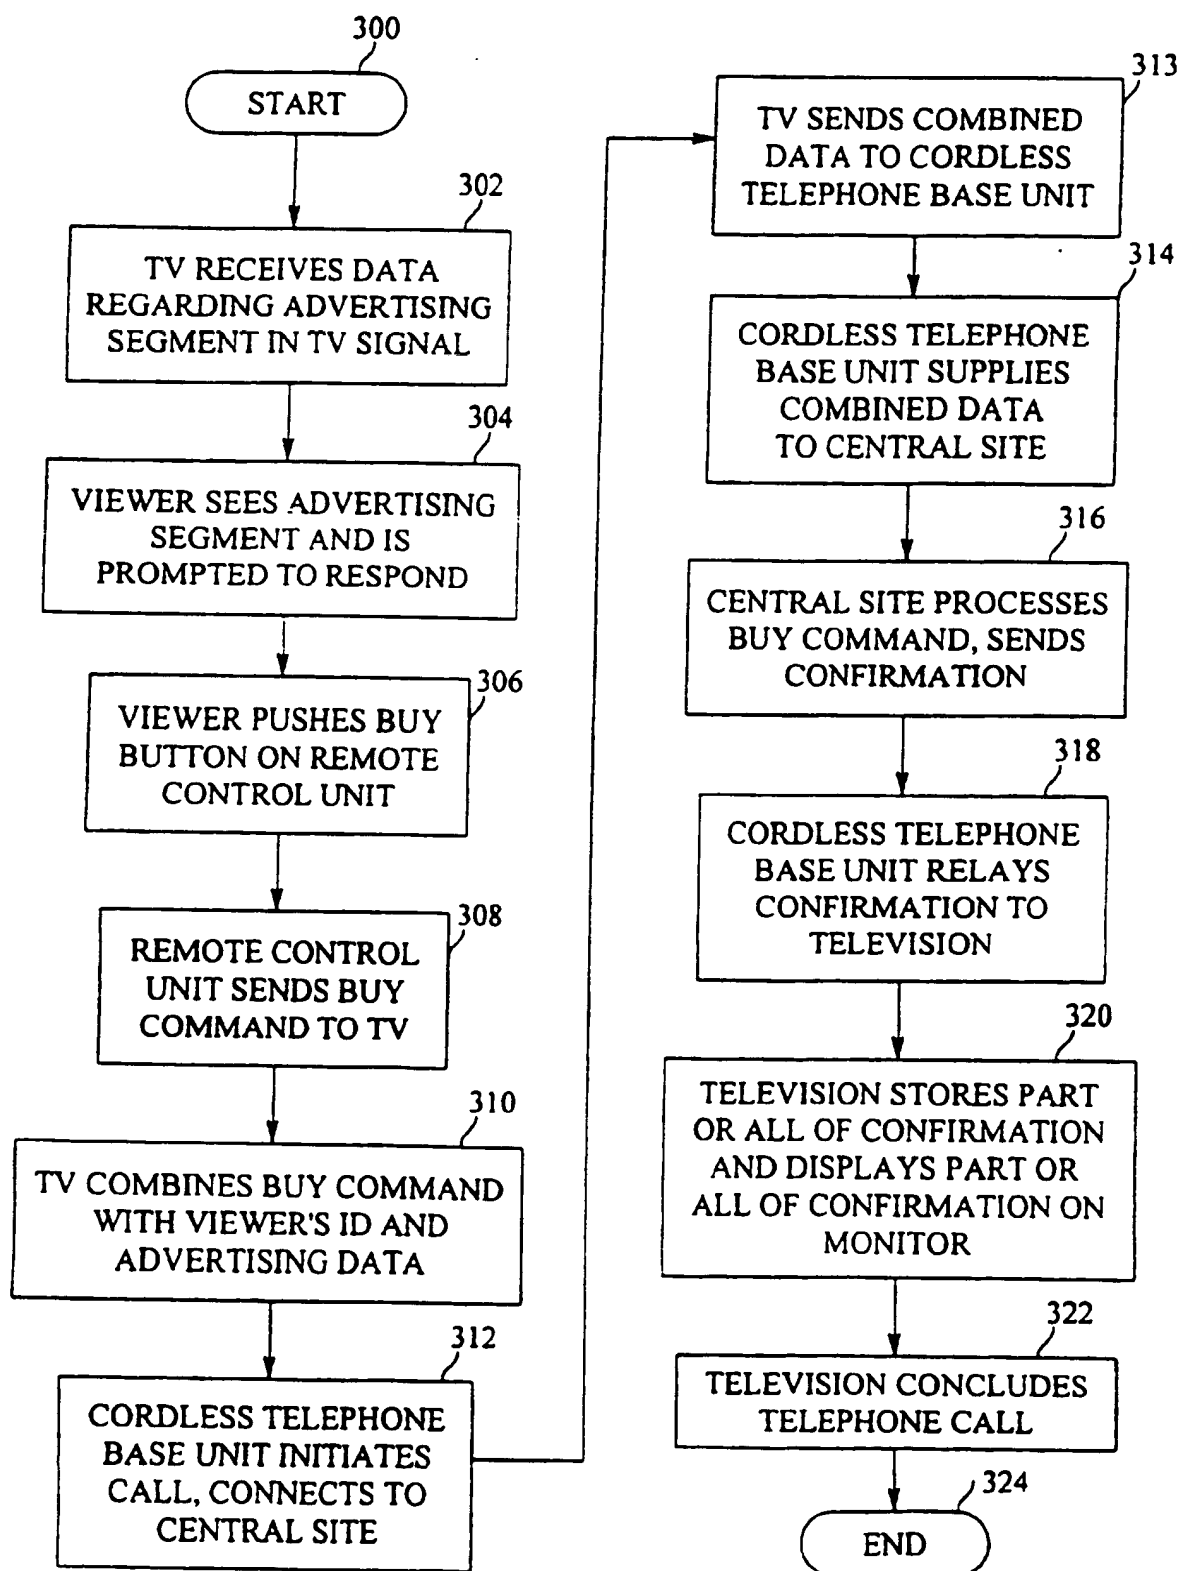 300
START
302
TV RECEIVES DATA
REGARDING ADVERTISING
SEGMENT IN TV SIGNAL
304
VIEWER SEES ADVERTISING
SEGMENT AND IS
PROMPTED TO RESPOND
306
VIEWER PUSHES BUY
BUTTON ON REMOTE
CONTROL UNIT
308
REMOTE CONTROL
UNIT SENDS BUY
COMMAND TO TV
310
TV COMBINES BUY COMMAND
WITH VIEWER'S ID AND
ADVERTISING DATA
312
CORDLESS TELEPHONE
BASE UNIT INITIATES
CALL, CONNECTS TO
CENTRAL SITE
313
TV SENDS COMBINED
DATA TO CORDLESS
TELEPHONE BASE UNIT
314
CORDLESS TELEPHONE
BASE UNIT SUPPLIES
COMBINED DATA
TO CENTRAL SITE
316
CENTRAL SITE PROCESSES
BUY COMMAND, SENDS
CONFIRMATION
318
CORDLESS TELEPHONE
BASE UNIT RELAYS
CONFIRMATION TO
TELEVISION
320
TELEVISION STORES PART
OR ALL OF CONFIRMATION
AND DISPLAYS PART OR
ALL OF CONFIRMATION ON
MONITOR
322
TELEVISION CONCLUDES
TELEPHONE CALL
324
END